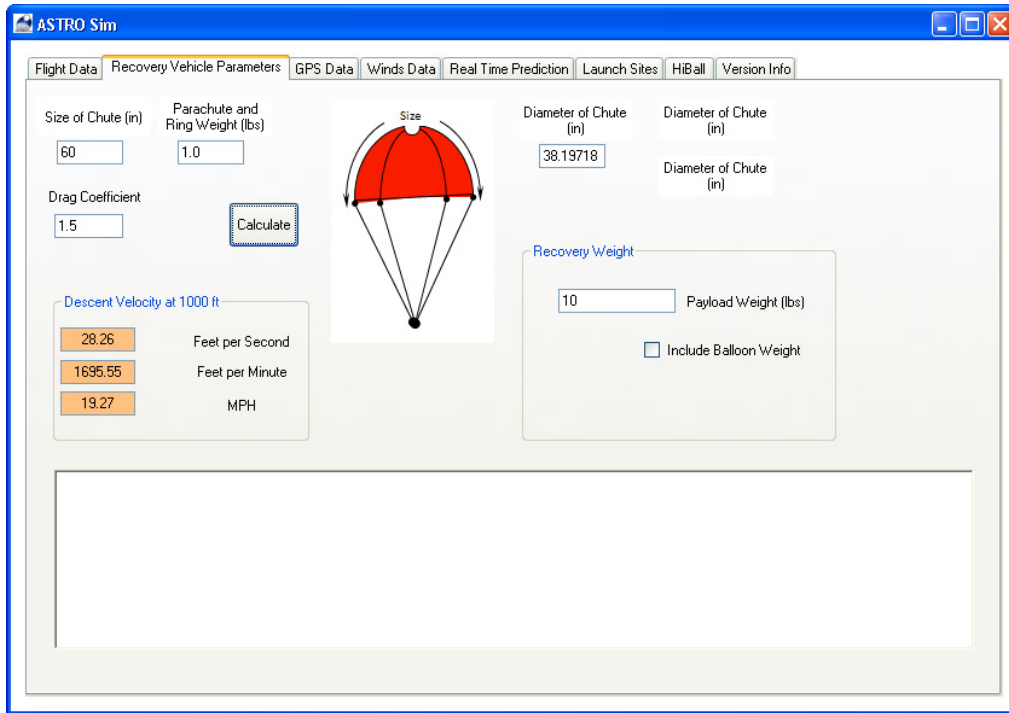 ASTRO Sim
Flight Data
Recovery Vehicle Parameters
GPS Data
Winds Data
Real Time Prediction
Launch Sites
HiBall
Version Info
Size of Chute (in)
60
Parachute and
Ring Weight (lbs)
1.0
Drag Coefficient
1.5
Calculate
Size
Diameter of Chute
(in)
38.19718
Diameter of Chute
(in)
Diameter of Chute
(in)
Descent Velocity at 1000 ft
28.26 Feet per Second
1695.55 Feet per Minute
19.27 MPH
Recovery Weight
10 Payload Weight (lbs)
Include Balloon Weight